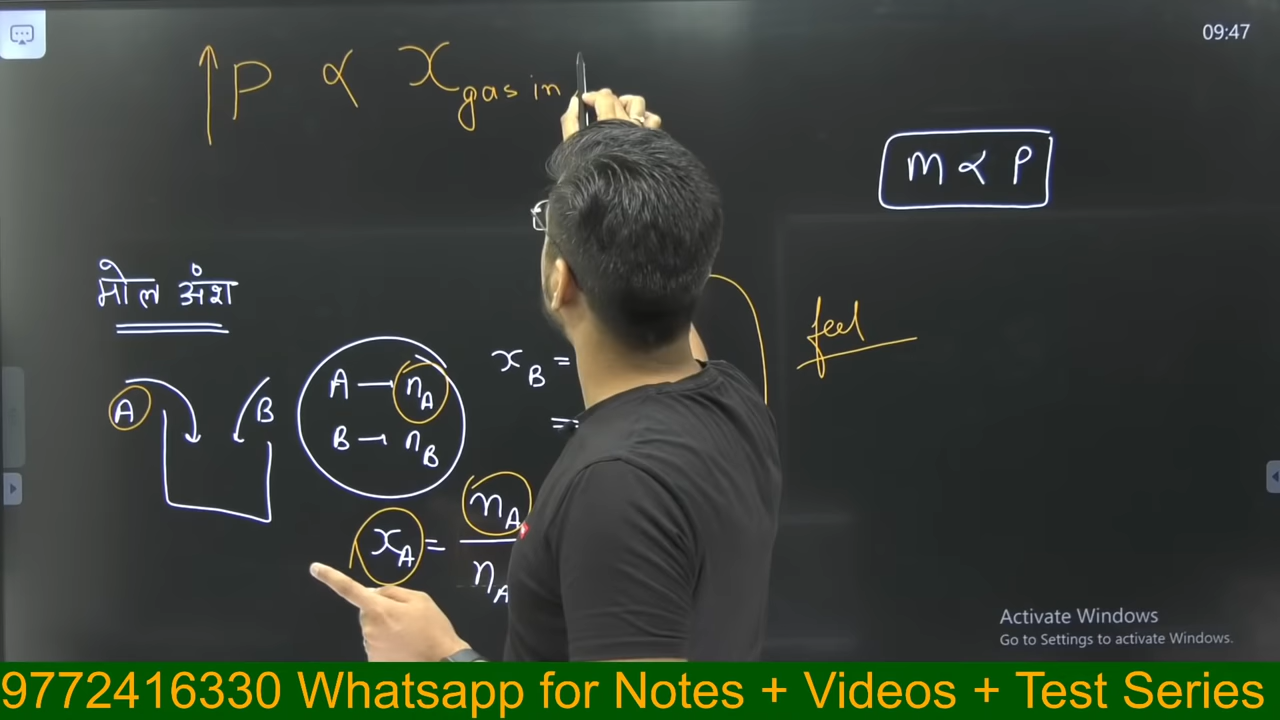 09:47
↑ P ∝ x gas in
m ∝ P
मोल अंश
feel
A B
A → nA
B → nB
xB =
=
xA = nA
nA
Activate Windows
Go to Settings to activate Windows.
9772416330 Whatsapp for Notes + Videos + Test Series